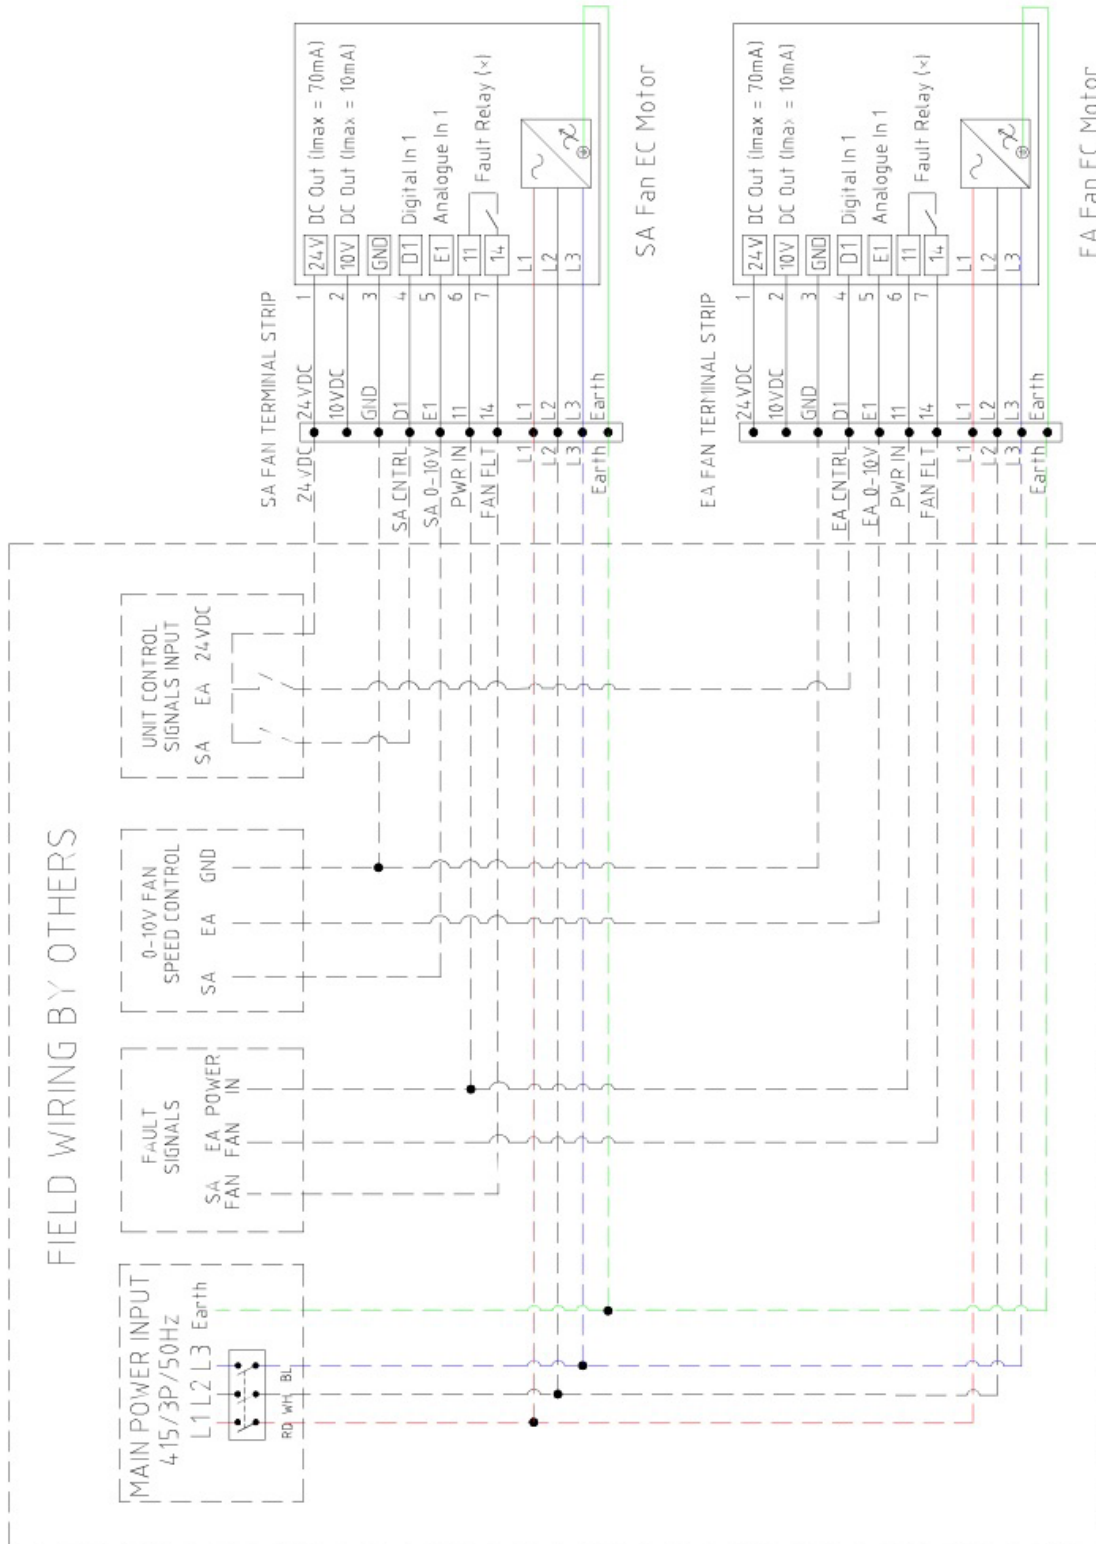 FIELD WIRING BY OTHERS
MAIN POWER INPUT
415/3P/50Hz
L1 L2 L3 Earth
RD WH BL
FAULT
SIGNALS
SA EA POWER
FAN FAN IN
0-10V FAN
SPEED CONTROL
SA EA GND
UNIT CONTROL
SIGNALS INPUT
SA EA 24VDC
SA FAN TERMINAL STRIP
24VDC 24VDC 1 24V DC Out (Imax = 70mA)
10VDC 2 10V DC Out (Imax = 10mA)
GND 3 GND
SA CNTRL D1 4 D1 Digital In 1
SA 0-10V E1 5 E1 Analogue In 1
PWR IN 11 6 11
Fault Relay (×)
FAN FLT 14 7 14
L1 L1 L1
L2 L2 L2
L3 L3 L3
Earth Earth
SA Fan EC Motor
EA FAN TERMINAL STRIP
24VDC 1 24V DC Out (Imax = 70mA)
10VDC 2 10V DC Out (Imax = 10mA)
GND 3 GND
EA CNTRL D1 4 D1 Digital In 1
EA 0-10V E1 5 E1 Analogue In 1
PWR IN 11 6 11
Fault Relay (×)
FAN FLT 14 7 14
L1 L1 L1
L2 L2 L2
L3 L3 L3
Earth Earth
EA Fan EC Motor